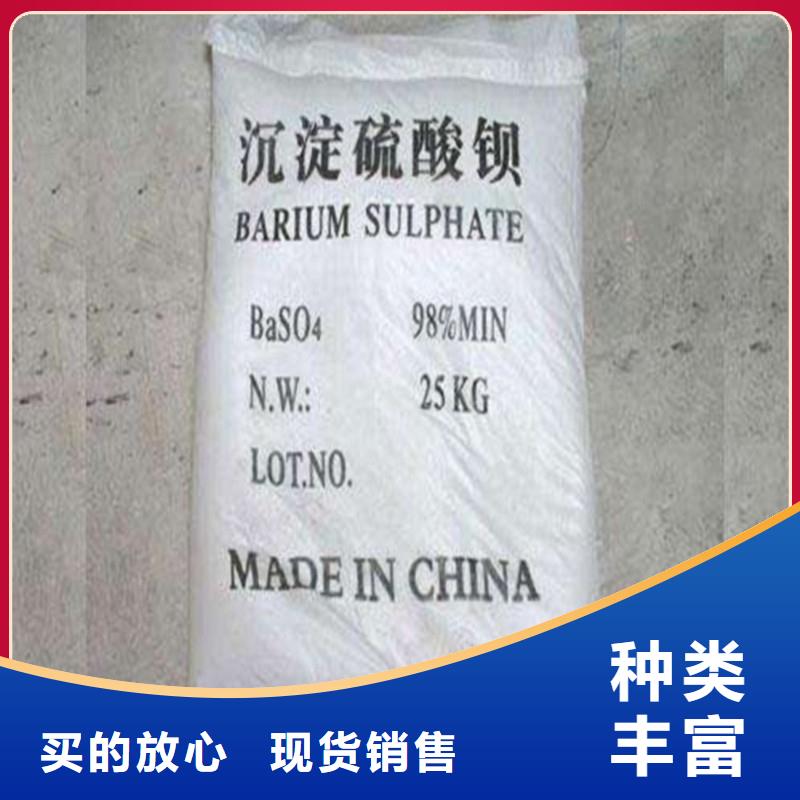 沉淀硫酸钡
BARIUM SULPHATE
BaSO4 98%MIN
N.W.: 25 KG
LOT.NO.
MADE IN CHINA
种类
丰富
买的放心 现货销售